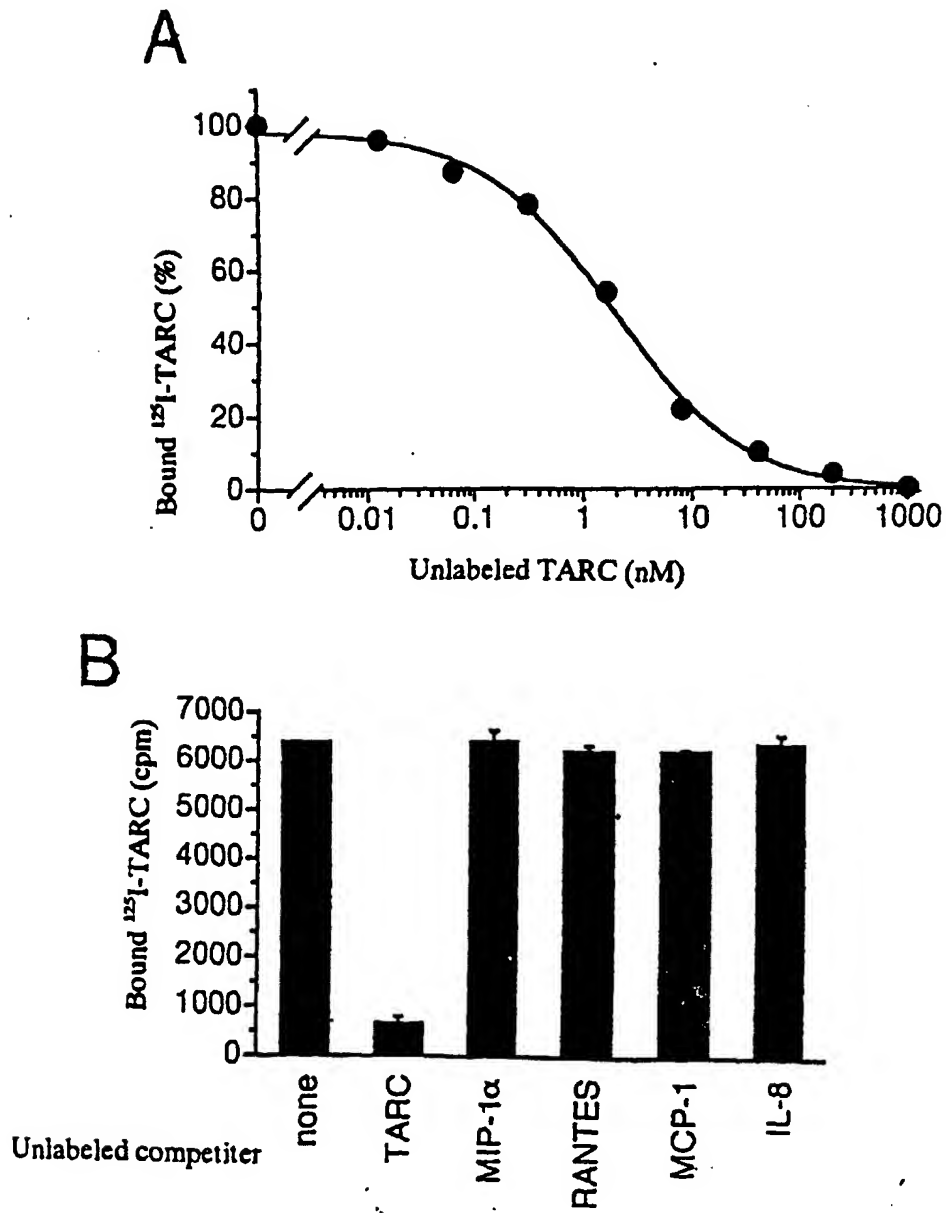 A
Bound ¹²⁵I-TARC (%)
100
80
60
40
20
0
0 0.01 0.1 1 10 100 1000
Unlabeled TARC (nM)
B
Bound ¹²⁵I-TARC (cpm)
7000
6000
5000
4000
3000
2000
1000
0
none
TARC
MIP-1α
RANTES
MCP-1
IL-8
Unlabeled competiter